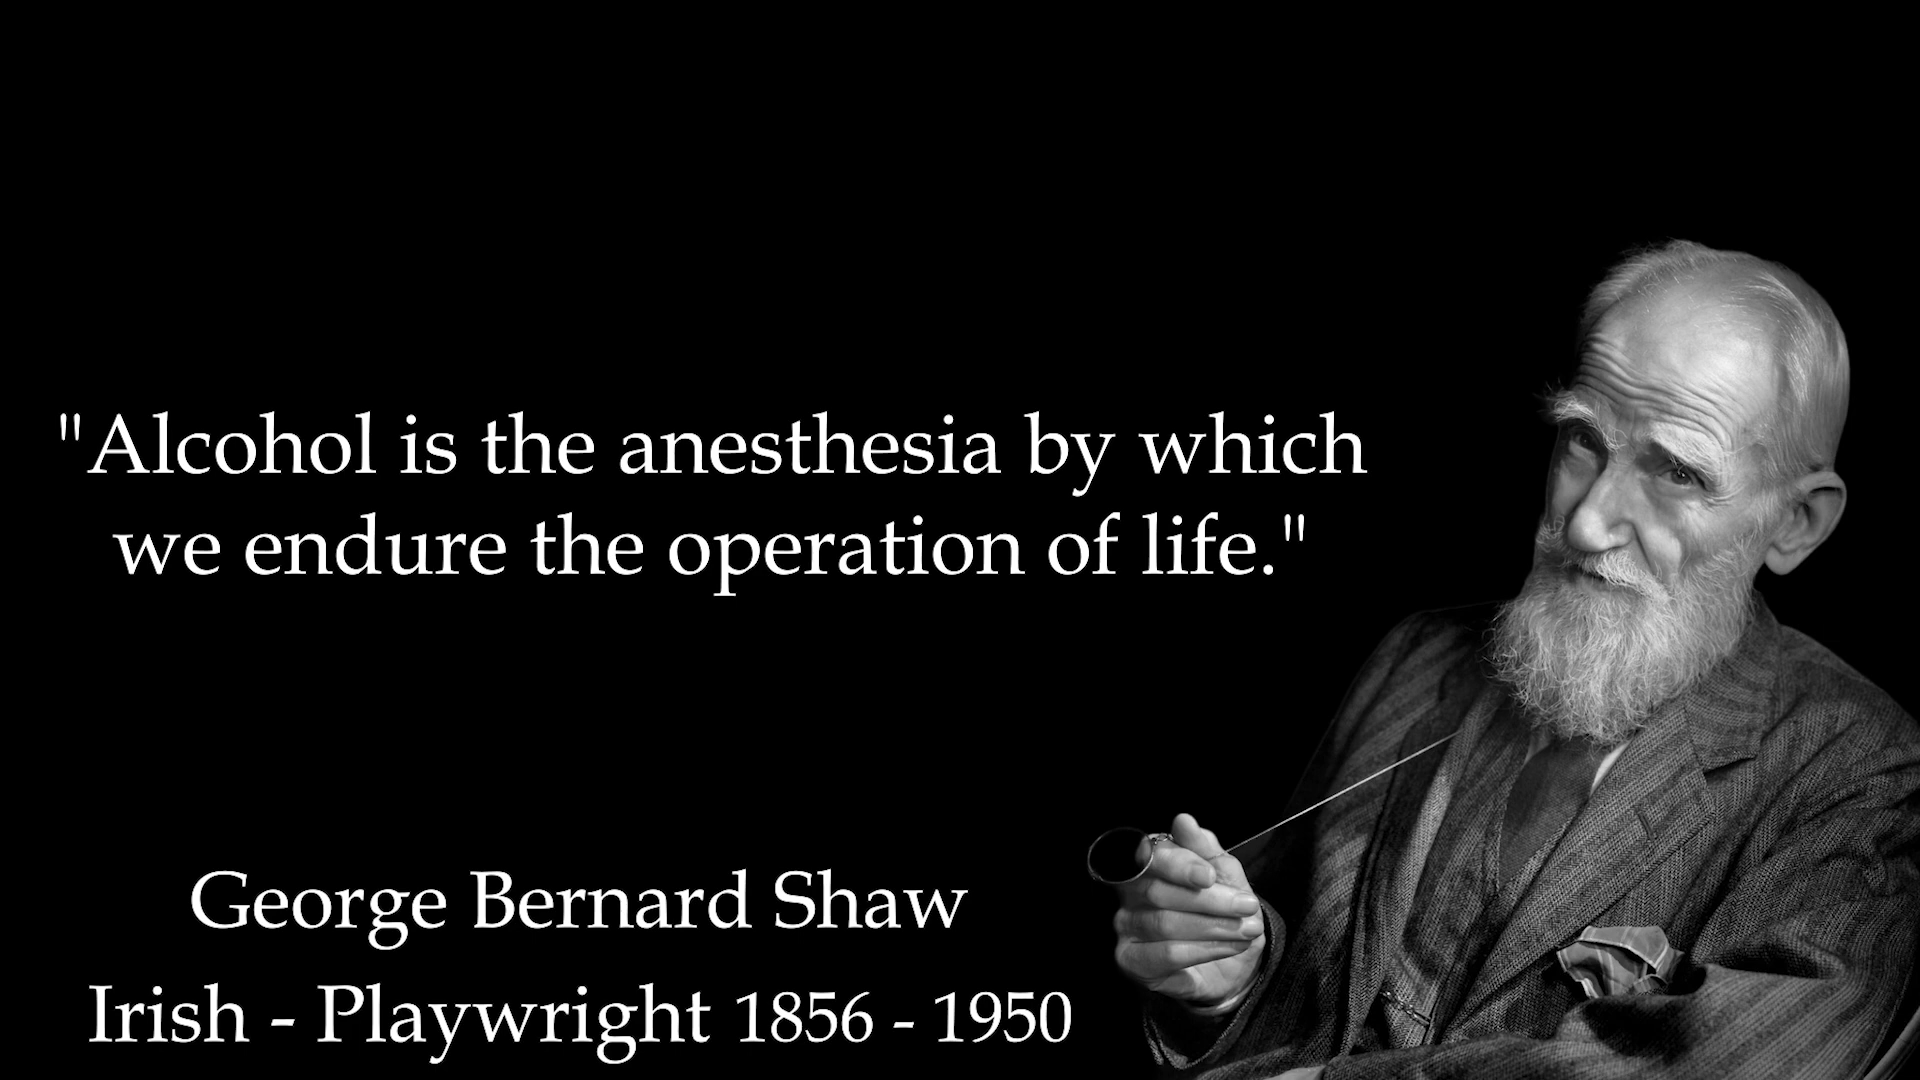 "Alcohol is the anesthesia by which
we endure the operation of life."
George Bernard Shaw
Irish - Playwright 1856 - 1950